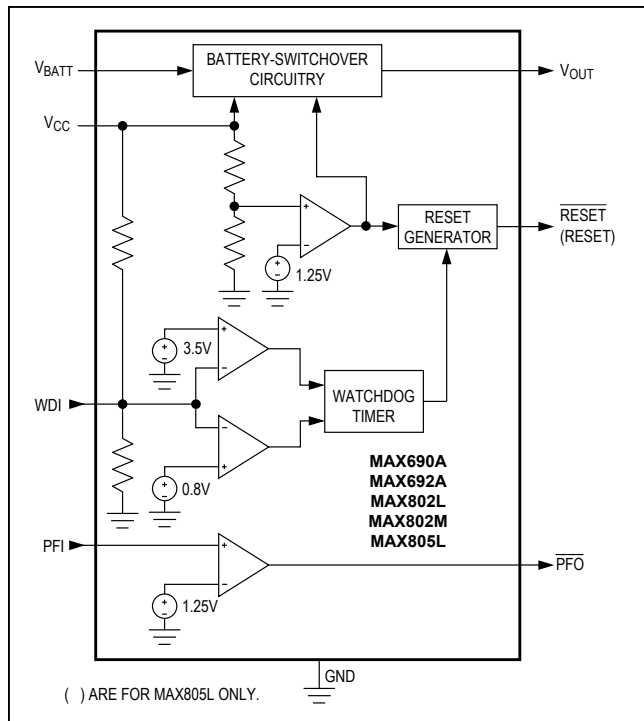 BATTERY-SWITCHOVER
CIRCUITRY
VBATT
VOUT
VCC
+
−
RESET
GENERATOR
RESET
(RESET)
+
−
1.25V
+
−
+
−
3.5V
WATCHDOG
TIMER
WDI
−
+
+
−
0.8V
MAX690A
MAX692A
MAX802L
MAX802M
MAX805L
PFI
+
−
PFO
+
−
1.25V
GND
( ) ARE FOR MAX805L ONLY.